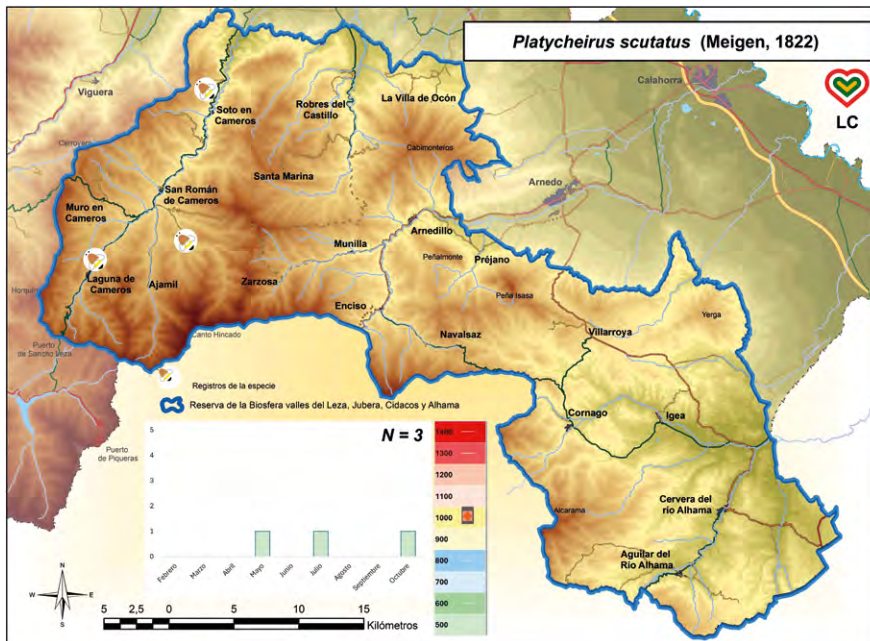 Platycheirus scutatus (Meigen, 1822)
LC
Viguera
Soto en
Cameros
Robres del
Castillo
La Villa de Ocón
Calahorra
Cabimonteros
Santa Marina
San Román
de Cameros
Arnedo
Muro en
Cameros
Munilla
Arnedillo
Peñalmonte
Préjano
Laguna de
Cameros
Ajamil
Zarzosa
Peña Isasa
Enciso
Navalsaz
Villarroya
Yerga
Puerto
de Sancho Leza
Canto Hincado
Registros de la especie
Reserva de la Biosfera valles del Leza, Jubera, Cidacos y Alhama
Cornago
Igea
Puerto
de Piqueras
N = 3
5
4
3
2
1
0
Febrero
Marzo
Abril
Mayo
Junio
Julio
Agosto
Septiembre
Octubre
1400
1300
1200
1100
1000
900
800
700
600
500
Alcarama
Cervera del
río Alhama
Aguilar del
Río Alhama
N
W
E
S
5
2,5
0
5
10
15
Kilómetros